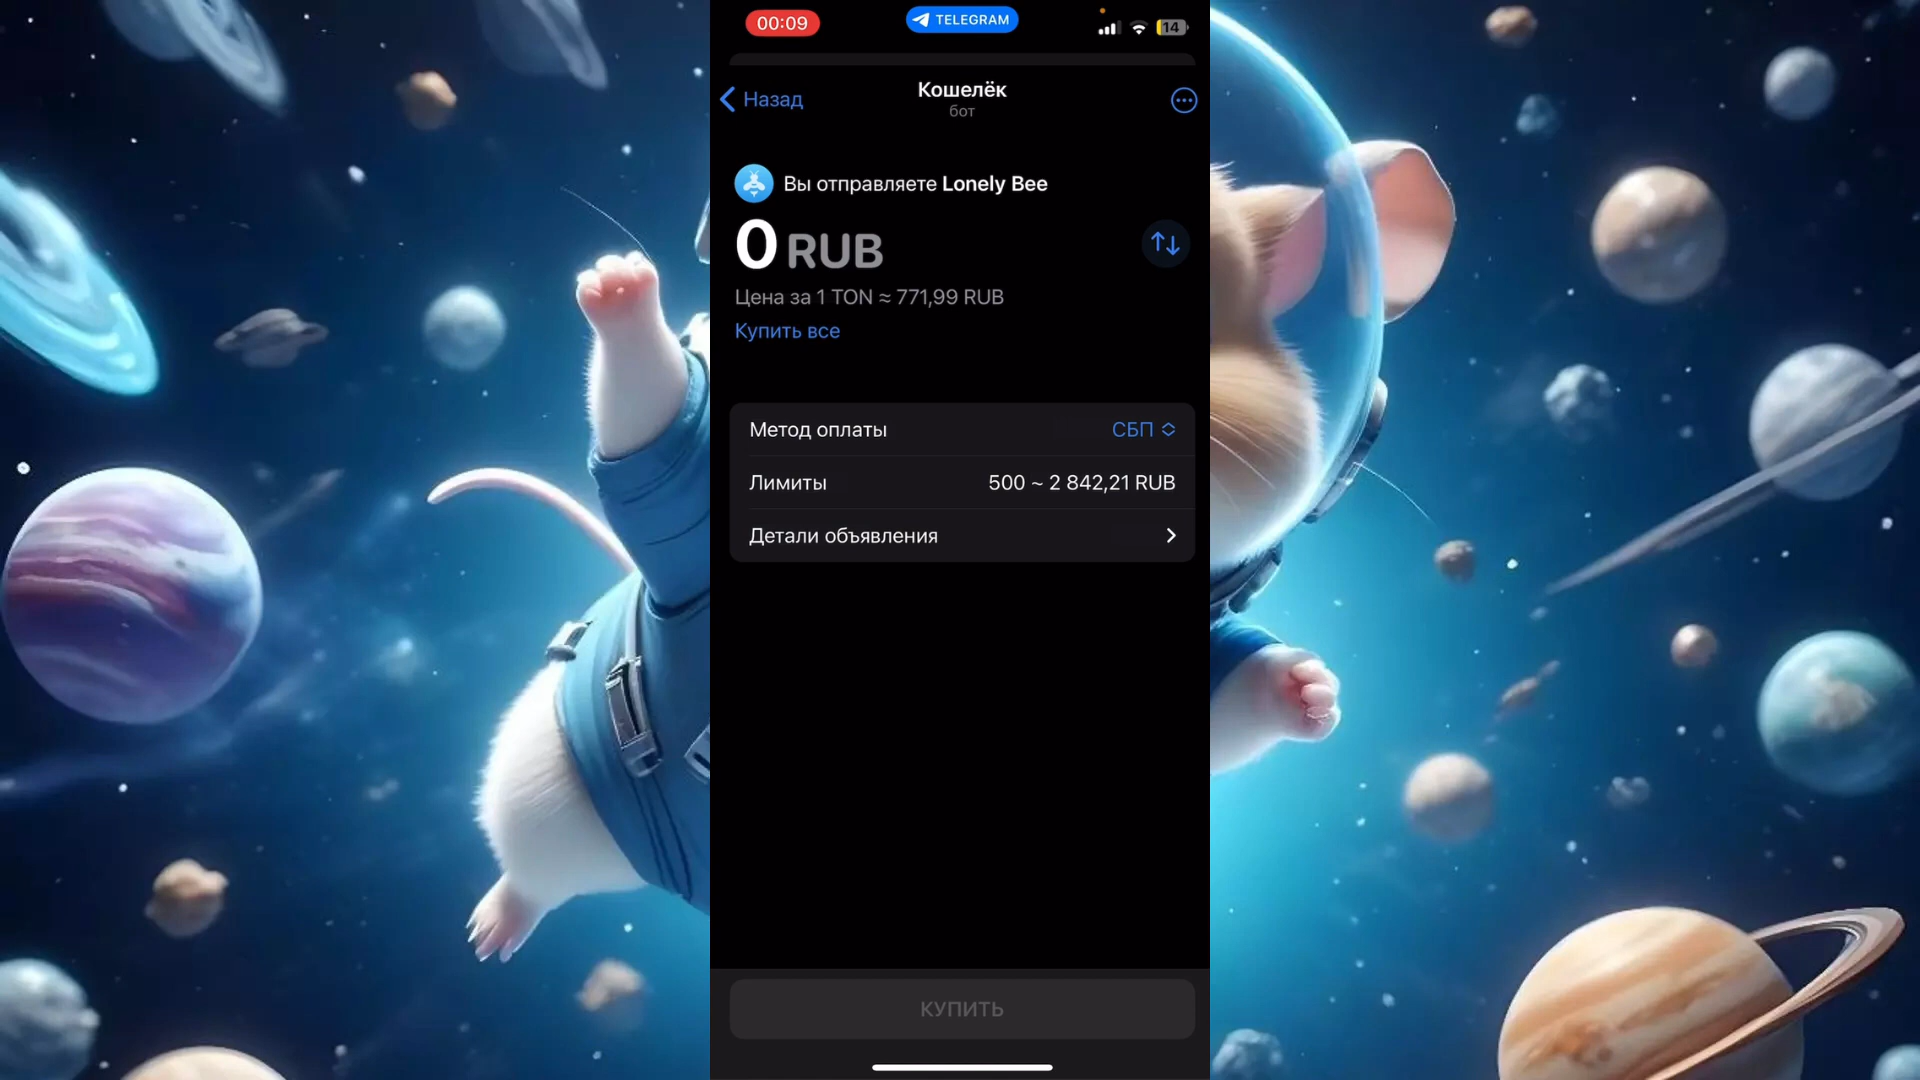 00:09
TELEGRAM
14
Назад
Кошелёк
бот
Вы отправляете Lonely Bee
0 RUB
Цена за 1 TON ≈ 771,99 RUB
Купить все
Метод оплаты СБП
Лимиты 500 ~ 2 842,21 RUB
Детали объявления
КУПИТЬ